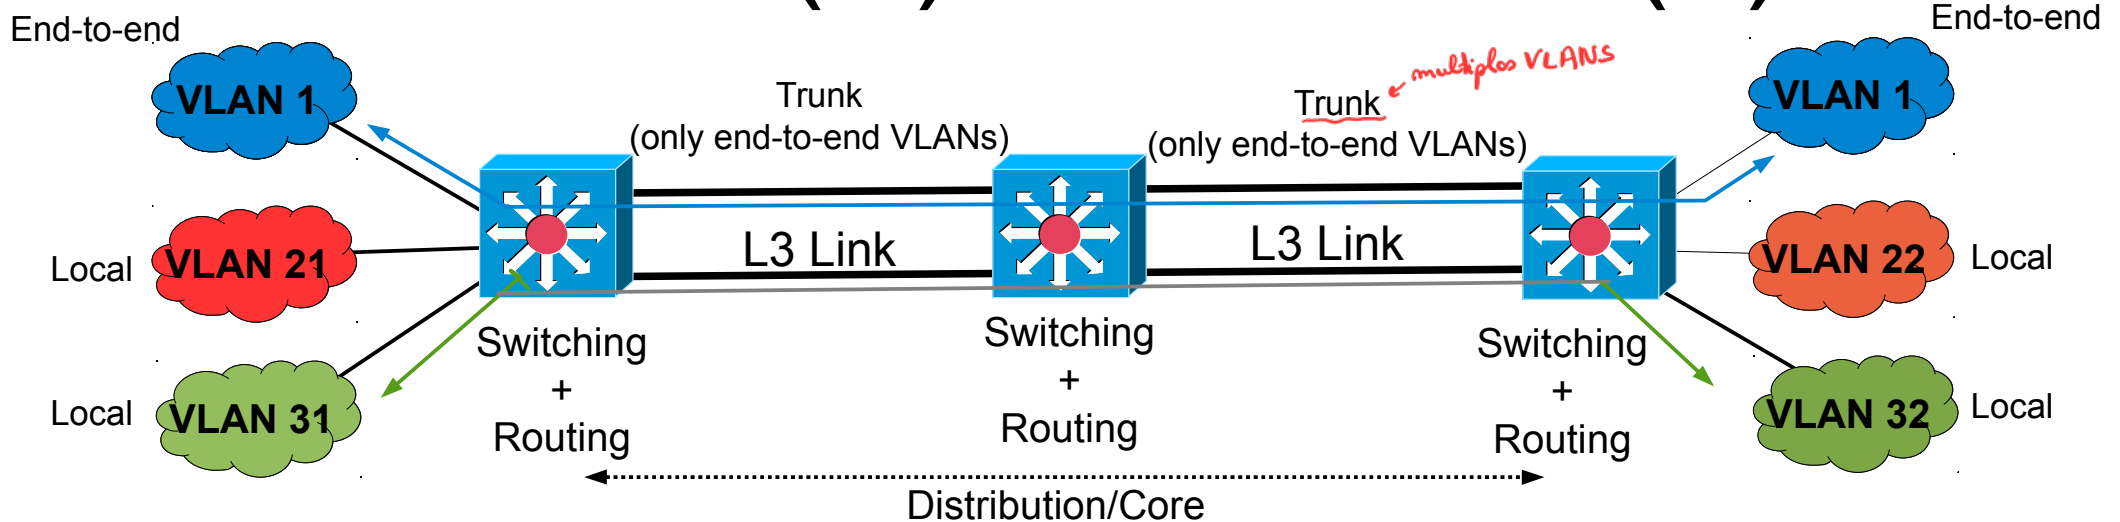 End-to-end
End-to-end
VLAN 1
Trunk
(only end-to-end VLANs)
multiplos VLANS
Trunk
(only end-to-end VLANs)
VLAN 1
Local
VLAN 21
L3 Link
L3 Link
VLAN 22
Local
Local
VLAN 31
Switching
+
Routing
Switching
+
Routing
Switching
+
Routing
VLAN 32
Local
Distribution/Core